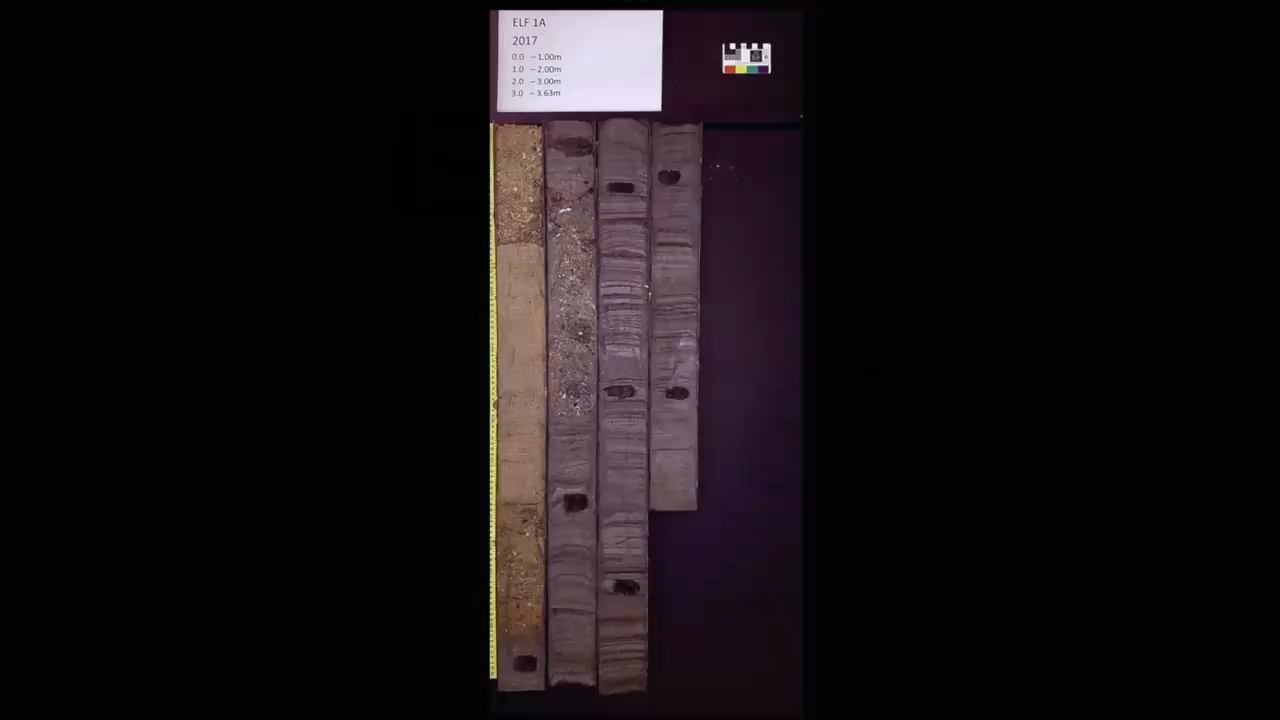 ELF 1A
2017
0.0 – 1.00m
1.0 – 2.00m
2.0 – 3.00m
3.0 – 3.63m